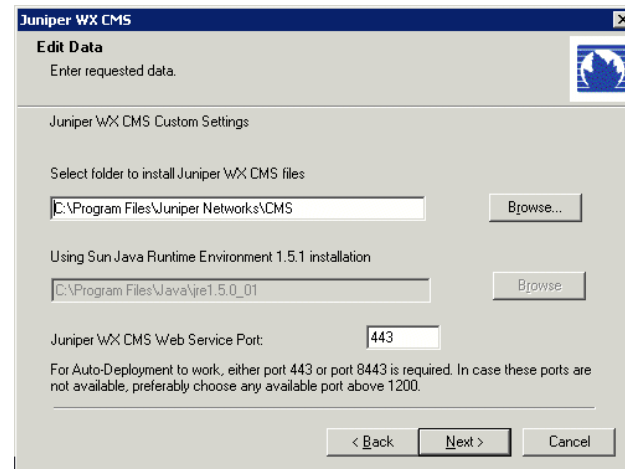 Juniper WX CMS
Edit Data
Enter requested data.
Juniper WX CMS Custom Settings
Select folder to install Juniper WX CMS files
C:\Program Files\Juniper Networks\CMS
Browse...
Using Sun Java Runtime Environment 1.5.1 installation
C:\Program Files\Java\jre1.5.0_01
Browse
Juniper WX CMS Web Service Port:
443
For Auto-Deployment to work, either port 443 or port 8443 is required. In case these ports are
not available, preferably choose any available port above 1200.
< Back
Next >
Cancel